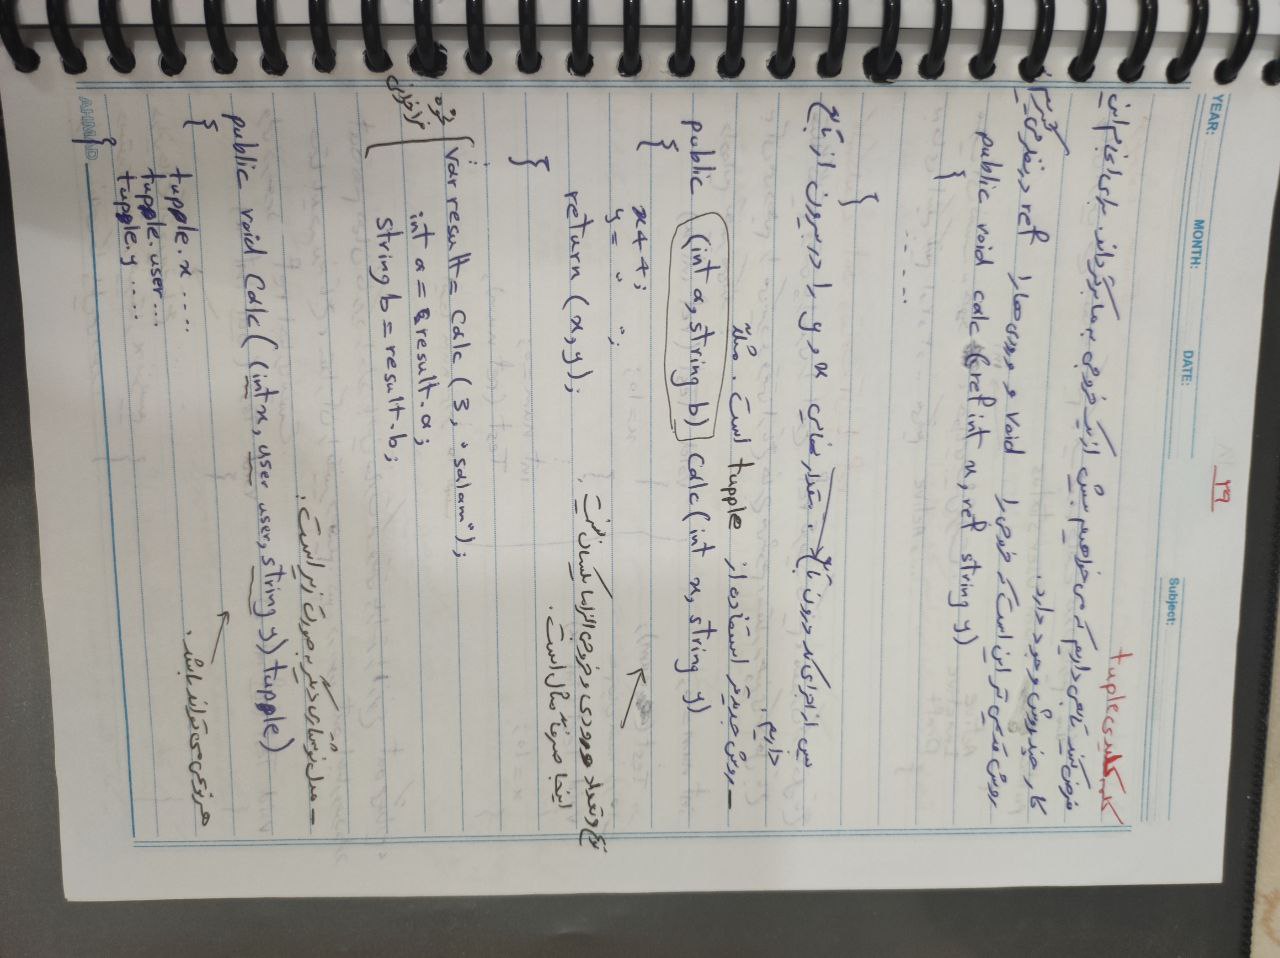 ۲۹
YEAR: MONTH: DATE: Subject:
کلمه کلیدی tuple
فرض کنید تابعی داریم که می خواهیم بیش از یک خروجی به ما برگرداند. برای انجام این
کار چند روش وجود دارد.
روش قدیمی تر این است که خروجی را void و ورودی ها را ref در نظر می گیریم
public void calc (ref int x, ref string y)
{
......
}
پس از اجرای کد درون تابع، مقدار نهایی x و y را در بیرون از تابع
داریم.
– روش جدیدتر استفاده از tupple است. مثلاً
public (int a, string b) Calc (int x, string y)
{
x++;
y = " ";
return (x, y);
نوع و تعداد ورودی و خروجی الزاما یکسان نیست.
اینجا صرفاً مثال است.
}
نحوه فراخوانی
var result = Calc (3, "salam");
int a = result.a;
string b = result.b;
– مدل نوشتاری دیگر به صورت زیر است:
public void Calc ((int x, user user, string y) tupple)
{
هر نوعی می تواند باشد.
tupple.x ....
tupple.user ...
tupple.y ....
}
AHMAD